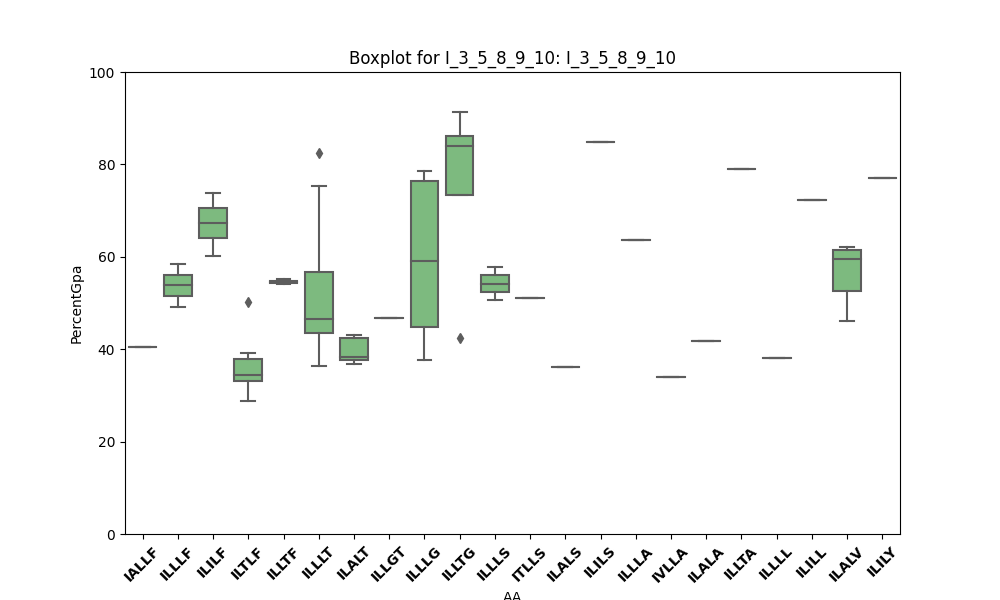 Boxplot for I_3_5_8_9_10: I_3_5_8_9_10
100
80
60
40
20
0
PercentGpa
IALLF
ILLLF
ILILF
ILTLF
ILLTF
ILLLT
ILALT
ILLGT
ILLLG
ILLTG
ILLLS
ITLLS
ILALS
ILILS
ILLLA
IVLLA
ILALA
ILLTA
ILLLL
ILILL
ILALV
ILILY
AA